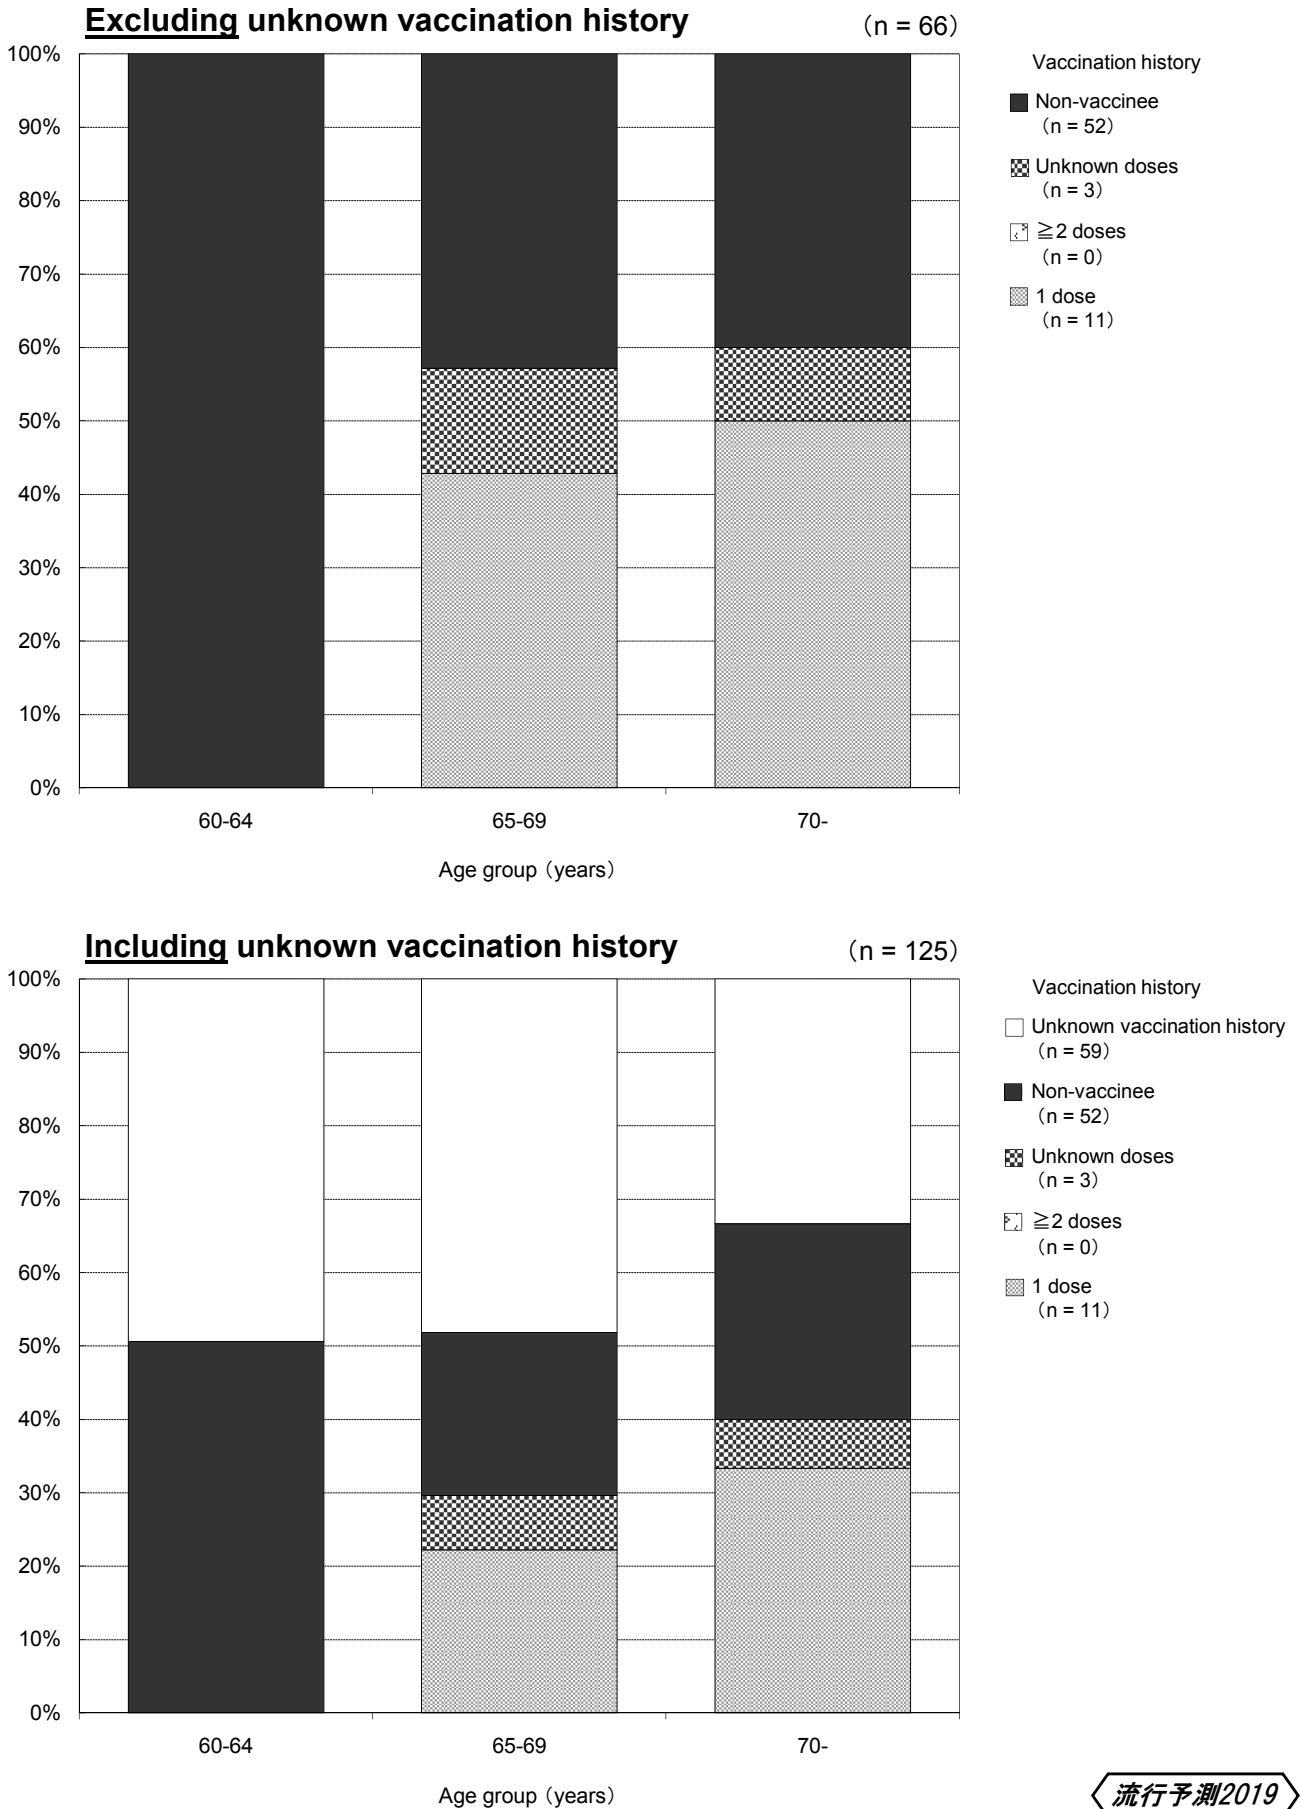 Excluding unknown vaccination history (n = 66)
100%
90%
80%
70%
60%
50%
40%
30%
20%
10%
0%
60-64 65-69 70-
Age group (years)
Vaccination history
Non-vaccinee
(n = 52)
Unknown doses
(n = 3)
≧2 doses
(n = 0)
1 dose
(n = 11)
Including unknown vaccination history (n = 125)
100%
90%
80%
70%
60%
50%
40%
30%
20%
10%
0%
60-64 65-69 70-
Age group (years)
Vaccination history
Unknown vaccination history
(n = 59)
Non-vaccinee
(n = 52)
Unknown doses
(n = 3)
≧2 doses
(n = 0)
1 dose
(n = 11)
流行予測2019